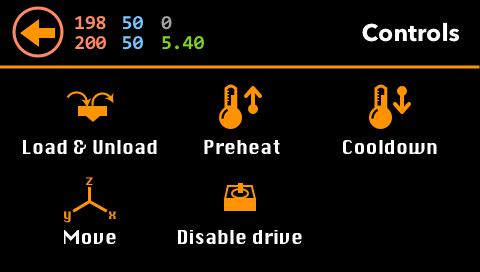 198 50 0
200 50 5.40
Controls
Load & Unload
Preheat
Cooldown
z
y x
Move
Disable drive